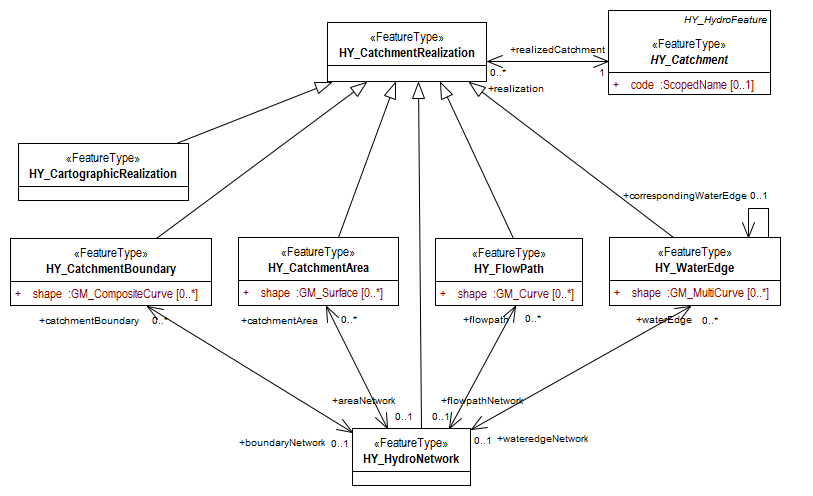 HY_HydroFeature
«FeatureType»
HY_CatchmentRealization
+realizedCatchment
0..*
1
+realization
«FeatureType»
HY_Catchment
+ code :ScopedName [0..1]
«FeatureType»
HY_CartographicRealization
+correspondingWaterEdge 0..1
«FeatureType»
HY_CatchmentBoundary
+ shape :GM_CompositeCurve [0..*]
«FeatureType»
HY_CatchmentArea
+ shape :GM_Surface [0..*]
«FeatureType»
HY_FlowPath
+ shape :GM_Curve [0..*]
«FeatureType»
HY_WaterEdge
+ shape :GM_MultiCurve [0..*]
+catchmentBoundary 0..*
+catchmentArea 0..*
+flowpath 0..*
+waterEdge 0..*
+areaNetwork
0..1
+flowpathNetwork
0..1
+boundaryNetwork 0..1
0..1 +wateredgeNetwork
«FeatureType»
HY_HydroNetwork